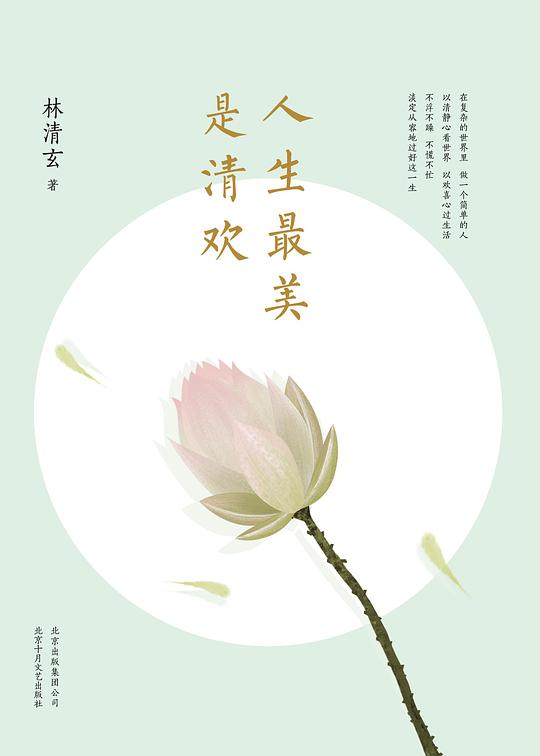 人生最美
是清欢
在复杂的世界里 做一个简单的人
以清静心看世界 以欢喜心过生活
不浮不躁 不慌不忙
淡定从容地过好这一生
林清玄 著
北京出版集团公司
北京十月文艺出版社